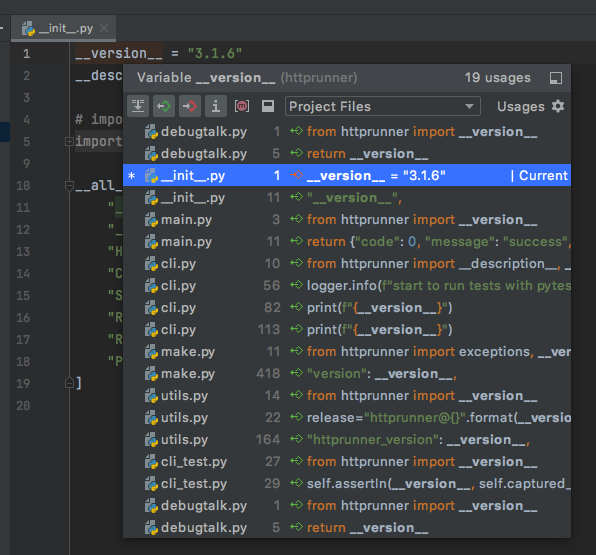 __init__.py
1 __version__ = "3.1.6"
2 __desc
4 # impo
5 import
10 __all_
11 "_
12 "_
13 "H
14 "C
15 "S
16 "R
17 "R
18 "P
19 ]
20
Variable __version__ (httprunner) 19 usages
Project Files Usages
debugtalk.py 1 from httprunner import __version__
debugtalk.py 5 return __version__
* __init__.py 1 __version__ = "3.1.6" | Current
__init__.py 11 "__version__",
main.py 3 from httprunner import __version__
main.py 11 return {"code": 0, "message": "success",
cli.py 10 from httprunner import __description__, _
cli.py 56 logger.info(f"start to run tests with pytes
cli.py 82 print(f"{__version__}")
cli.py 113 print(f"{__version__}")
make.py 11 from httprunner import exceptions, __ver
make.py 418 "version": __version__,
utils.py 14 from httprunner import __version__
utils.py 22 release="httprunner@{}".format(__versio
utils.py 164 "httprunner_version": __version__,
cli_test.py 27 from httprunner import __version__
cli_test.py 29 self.assertIn(__version__, self.captured_
debugtalk.py 1 from httprunner import __version__
debugtalk.py 5 return __version__